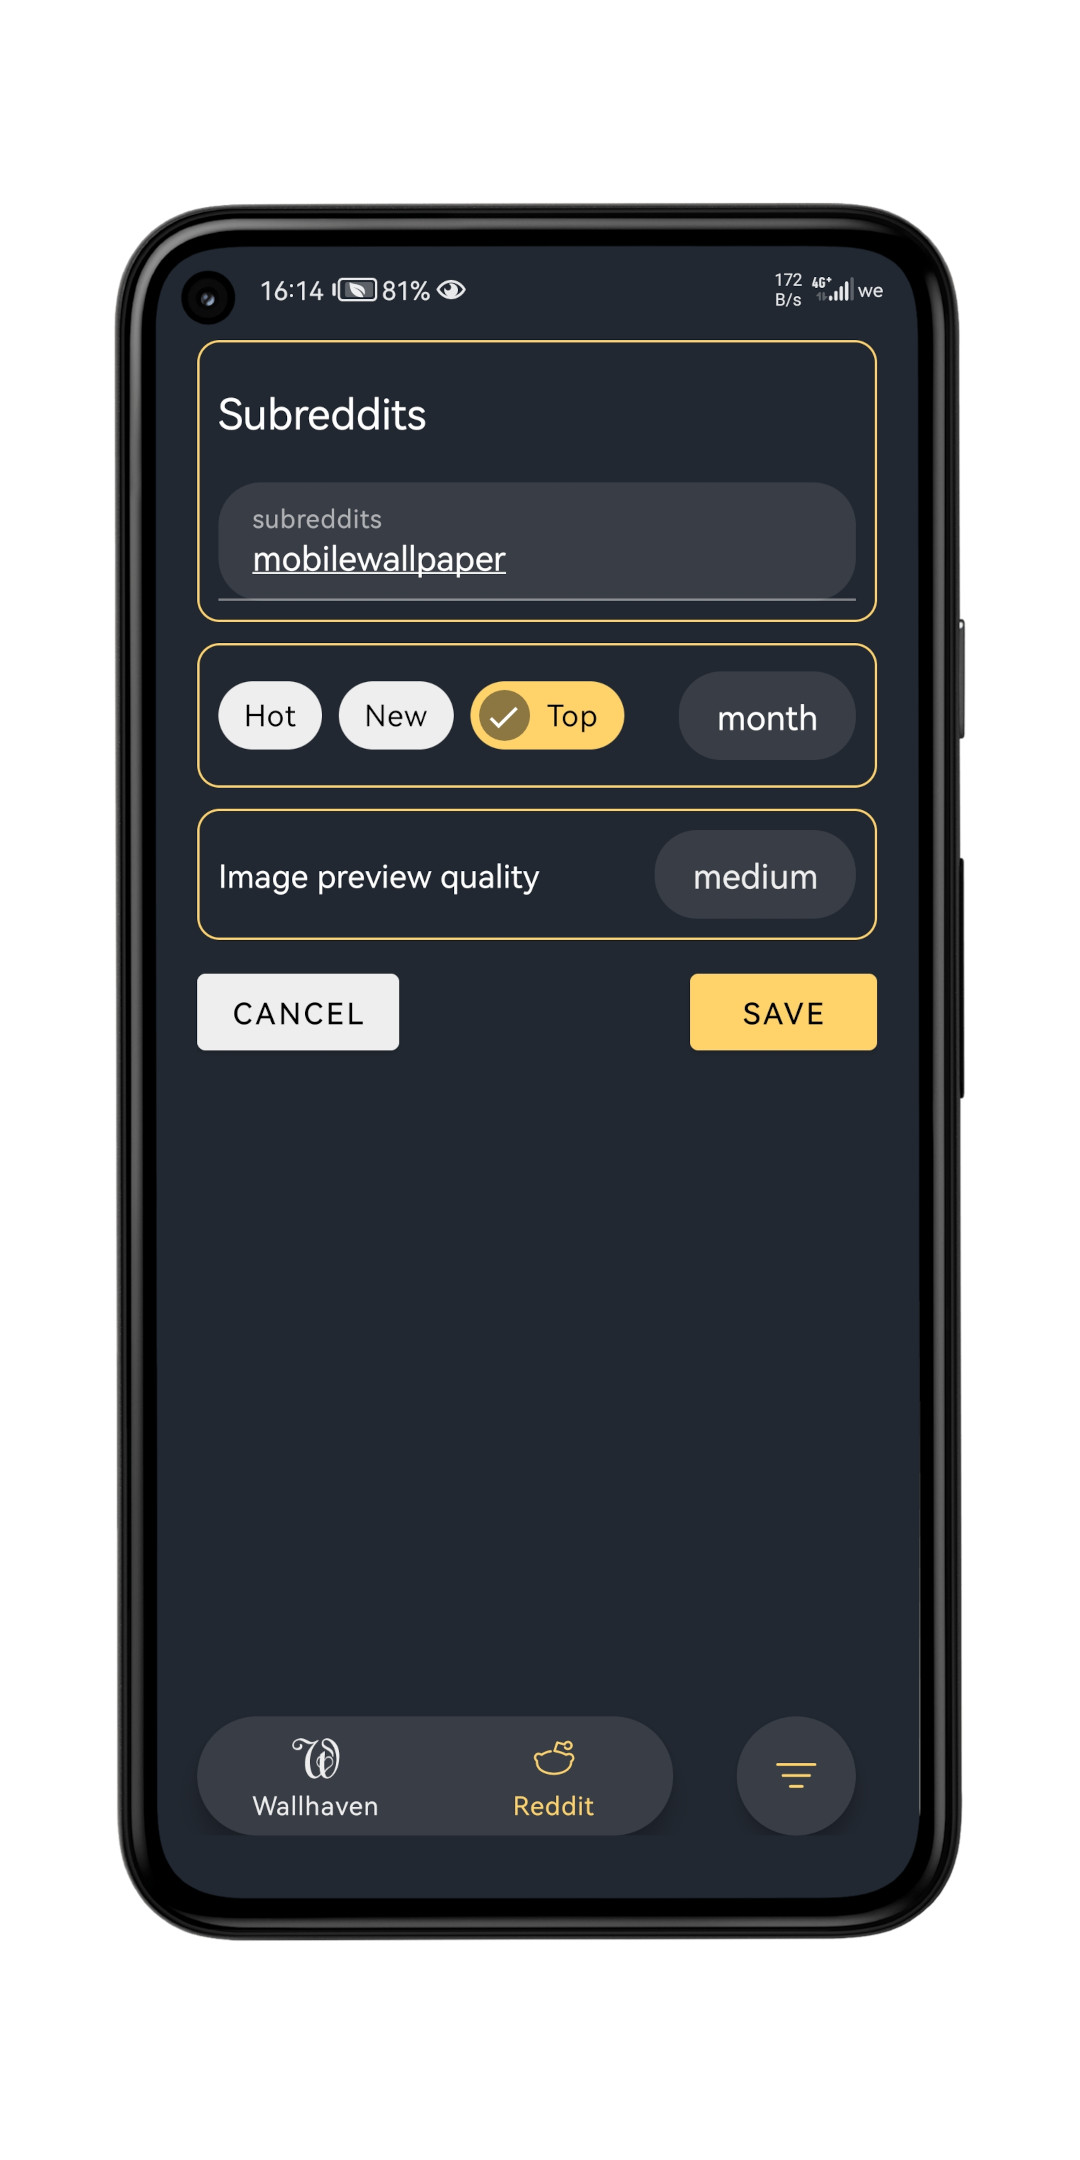 16:14 81% 172 B/s 4G+ we
Subreddits
subreddits
mobilewallpaper
Hot New Top month
Image preview quality medium
CANCEL SAVE
Wallhaven Reddit